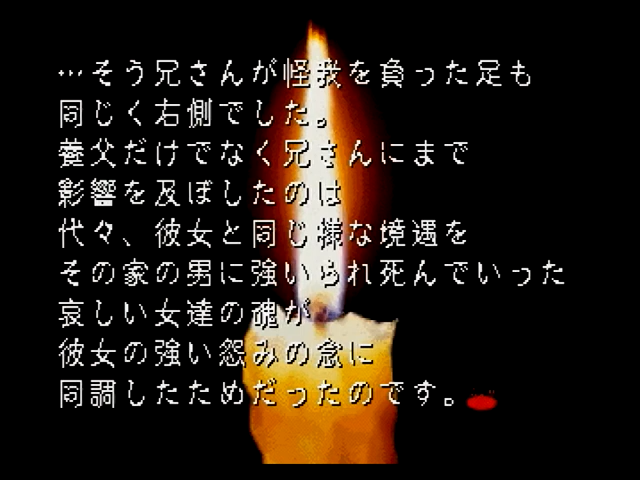 …そう兄さんが怪我を負った足も
同じく右側でした。
養父だけでなく兄さんにまで
影響を及ぼしたのは
代々、彼女と同じ様な境遇を
その家の男に強いられ死んでいった
哀しい女達の魂が
彼女の強い怨みの念に
同調したためだったのです。